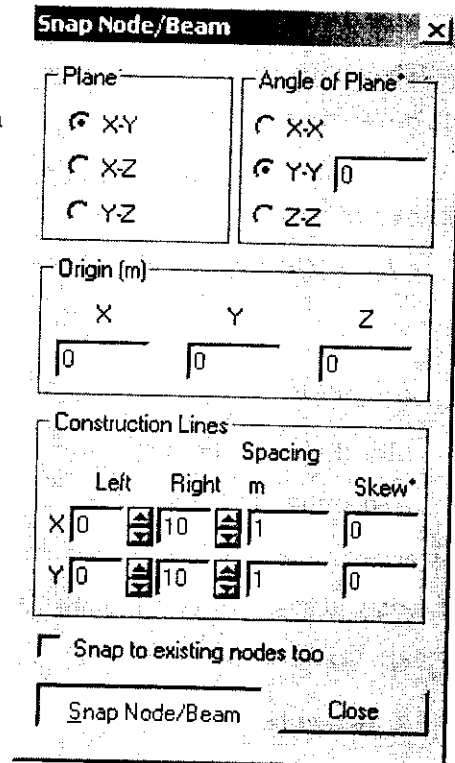 Snap Node/Beam
Plane
X-Y
X-Z
Y-Z
Angle of Plane°
X-X
Y-Y 0
Z-Z
Origin (m)
X Y Z
0 0 0
Construction Lines
Spacing
Left Right m Skew°
X 0 10 1 0
Y 0 10 1 0
Snap to existing nodes too
Snap Node/Beam Close